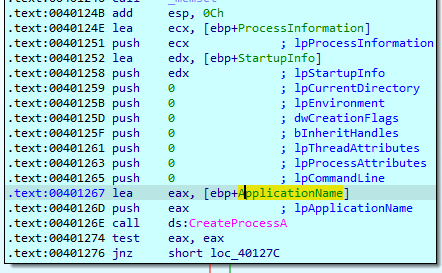 .text:0040124B add     esp, 0Ch
.text:0040124E lea     ecx, [ebp+ProcessInformation]
.text:00401251 push    ecx             ; lpProcessInformation
.text:00401252 lea     edx, [ebp+StartupInfo]
.text:00401258 push    edx             ; lpStartupInfo
.text:00401259 push    0               ; lpCurrentDirectory
.text:0040125B push    0               ; lpEnvironment
.text:0040125D push    0               ; dwCreationFlags
.text:0040125F push    0               ; bInheritHandles
.text:00401261 push    0               ; lpThreadAttributes
.text:00401263 push    0               ; lpProcessAttributes
.text:00401265 push    0               ; lpCommandLine
.text:00401267 lea     eax, [ebp+ApplicationName]
.text:0040126D push    eax             ; lpApplicationName
.text:0040126E call    ds:CreateProcessA
.text:00401274 test    eax, eax
.text:00401276 jnz     short loc_40127C